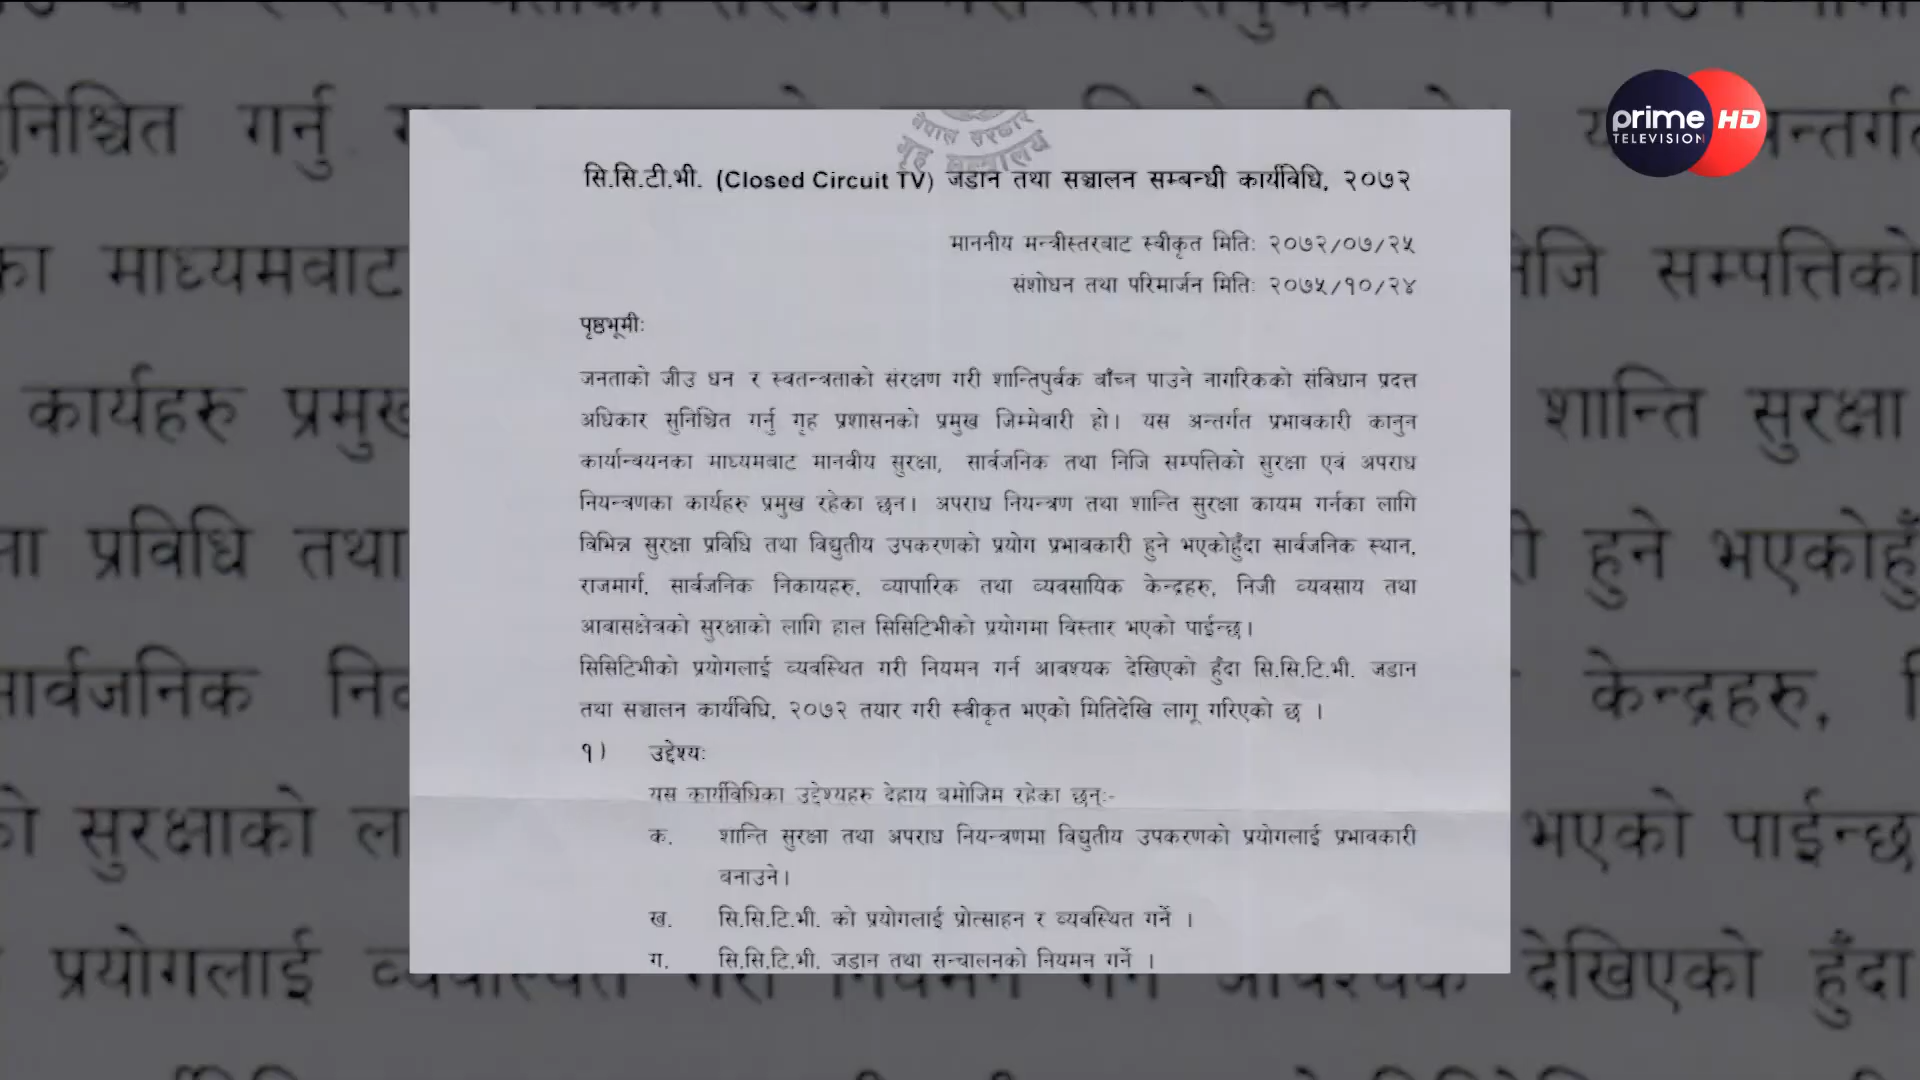 prime HD
TELEVISION
नेपाल सरकार
गृह मन्त्रालय
सि.सि.टी.भी. (Closed Circuit TV) जडान तथा सञ्चालन सम्बन्धी कार्यविधि, २०७२
माननीय मन्त्रीस्तरबाट स्वीकृत मितिः २०७२/०७/२५
संशोधन तथा परिमार्जन मितिः २०७५/१०/२४
पृष्ठभूमीः
जनताको जीउ धन र स्वतन्त्रताको संरक्षण गरी शान्तिपुर्वक बाँच्न पाउने नागरिकको संबिधान प्रदत्त
अधिकार सुनिश्चित गर्नु गृह प्रशासनको प्रमुख जिम्मेवारी हो। यस अन्तर्गत प्रभावकारी कानुन
कार्यान्वयनका माध्यमबाट मानवीय सुरक्षा, सार्वजनिक तथा निजि सम्पत्तिको सुरक्षा एवं अपराध
नियन्त्रणका कार्यहरु प्रमुख रहेका छन। अपराध नियन्त्रण तथा शान्ति सुरक्षा कायम गर्नका लागि
बिभिन्न सुरक्षा प्रविधि तथा विद्युतीय उपकरणको प्रयोग प्रभावकारी हुने भएकोहुँदा सार्वजनिक स्थान,
राजमार्ग, सार्वजनिक निकायहरु, व्यापारिक तथा व्यवसायिक केन्द्रहरु, निजी व्यवसाय तथा
आवासक्षेत्रको सुरक्षाको लागि हाल सिसिटिभीको प्रयोगमा विस्तार भएको पाईन्छ।
सिसिटिभीको प्रयोगलाई व्यवस्थित गरी नियमन गर्न आवश्यक देखिएको हुँदा सि.सि.टि.भी. जडान
तथा सञ्चालन कार्यविधि, २०७२ तयार गरी स्वीकृत भएको मितिदेखि लागू गरिएको छ ।
१) उद्देश्यः
यस कार्यविधिका उद्देश्यहरु देहाय बमोजिम रहेका छन्ः-
क. शान्ति सुरक्षा तथा अपराध नियन्त्रणमा विद्युतीय उपकरणको प्रयोगलाई प्रभावकारी
बनाउने।
ख. सि.सि.टि.भी. को प्रयोगलाई प्रोत्साहन र व्यवस्थित गर्ने ।
ग. सि.सि.टि.भी. जडान तथा सन्चालनको नियमन गर्ने ।